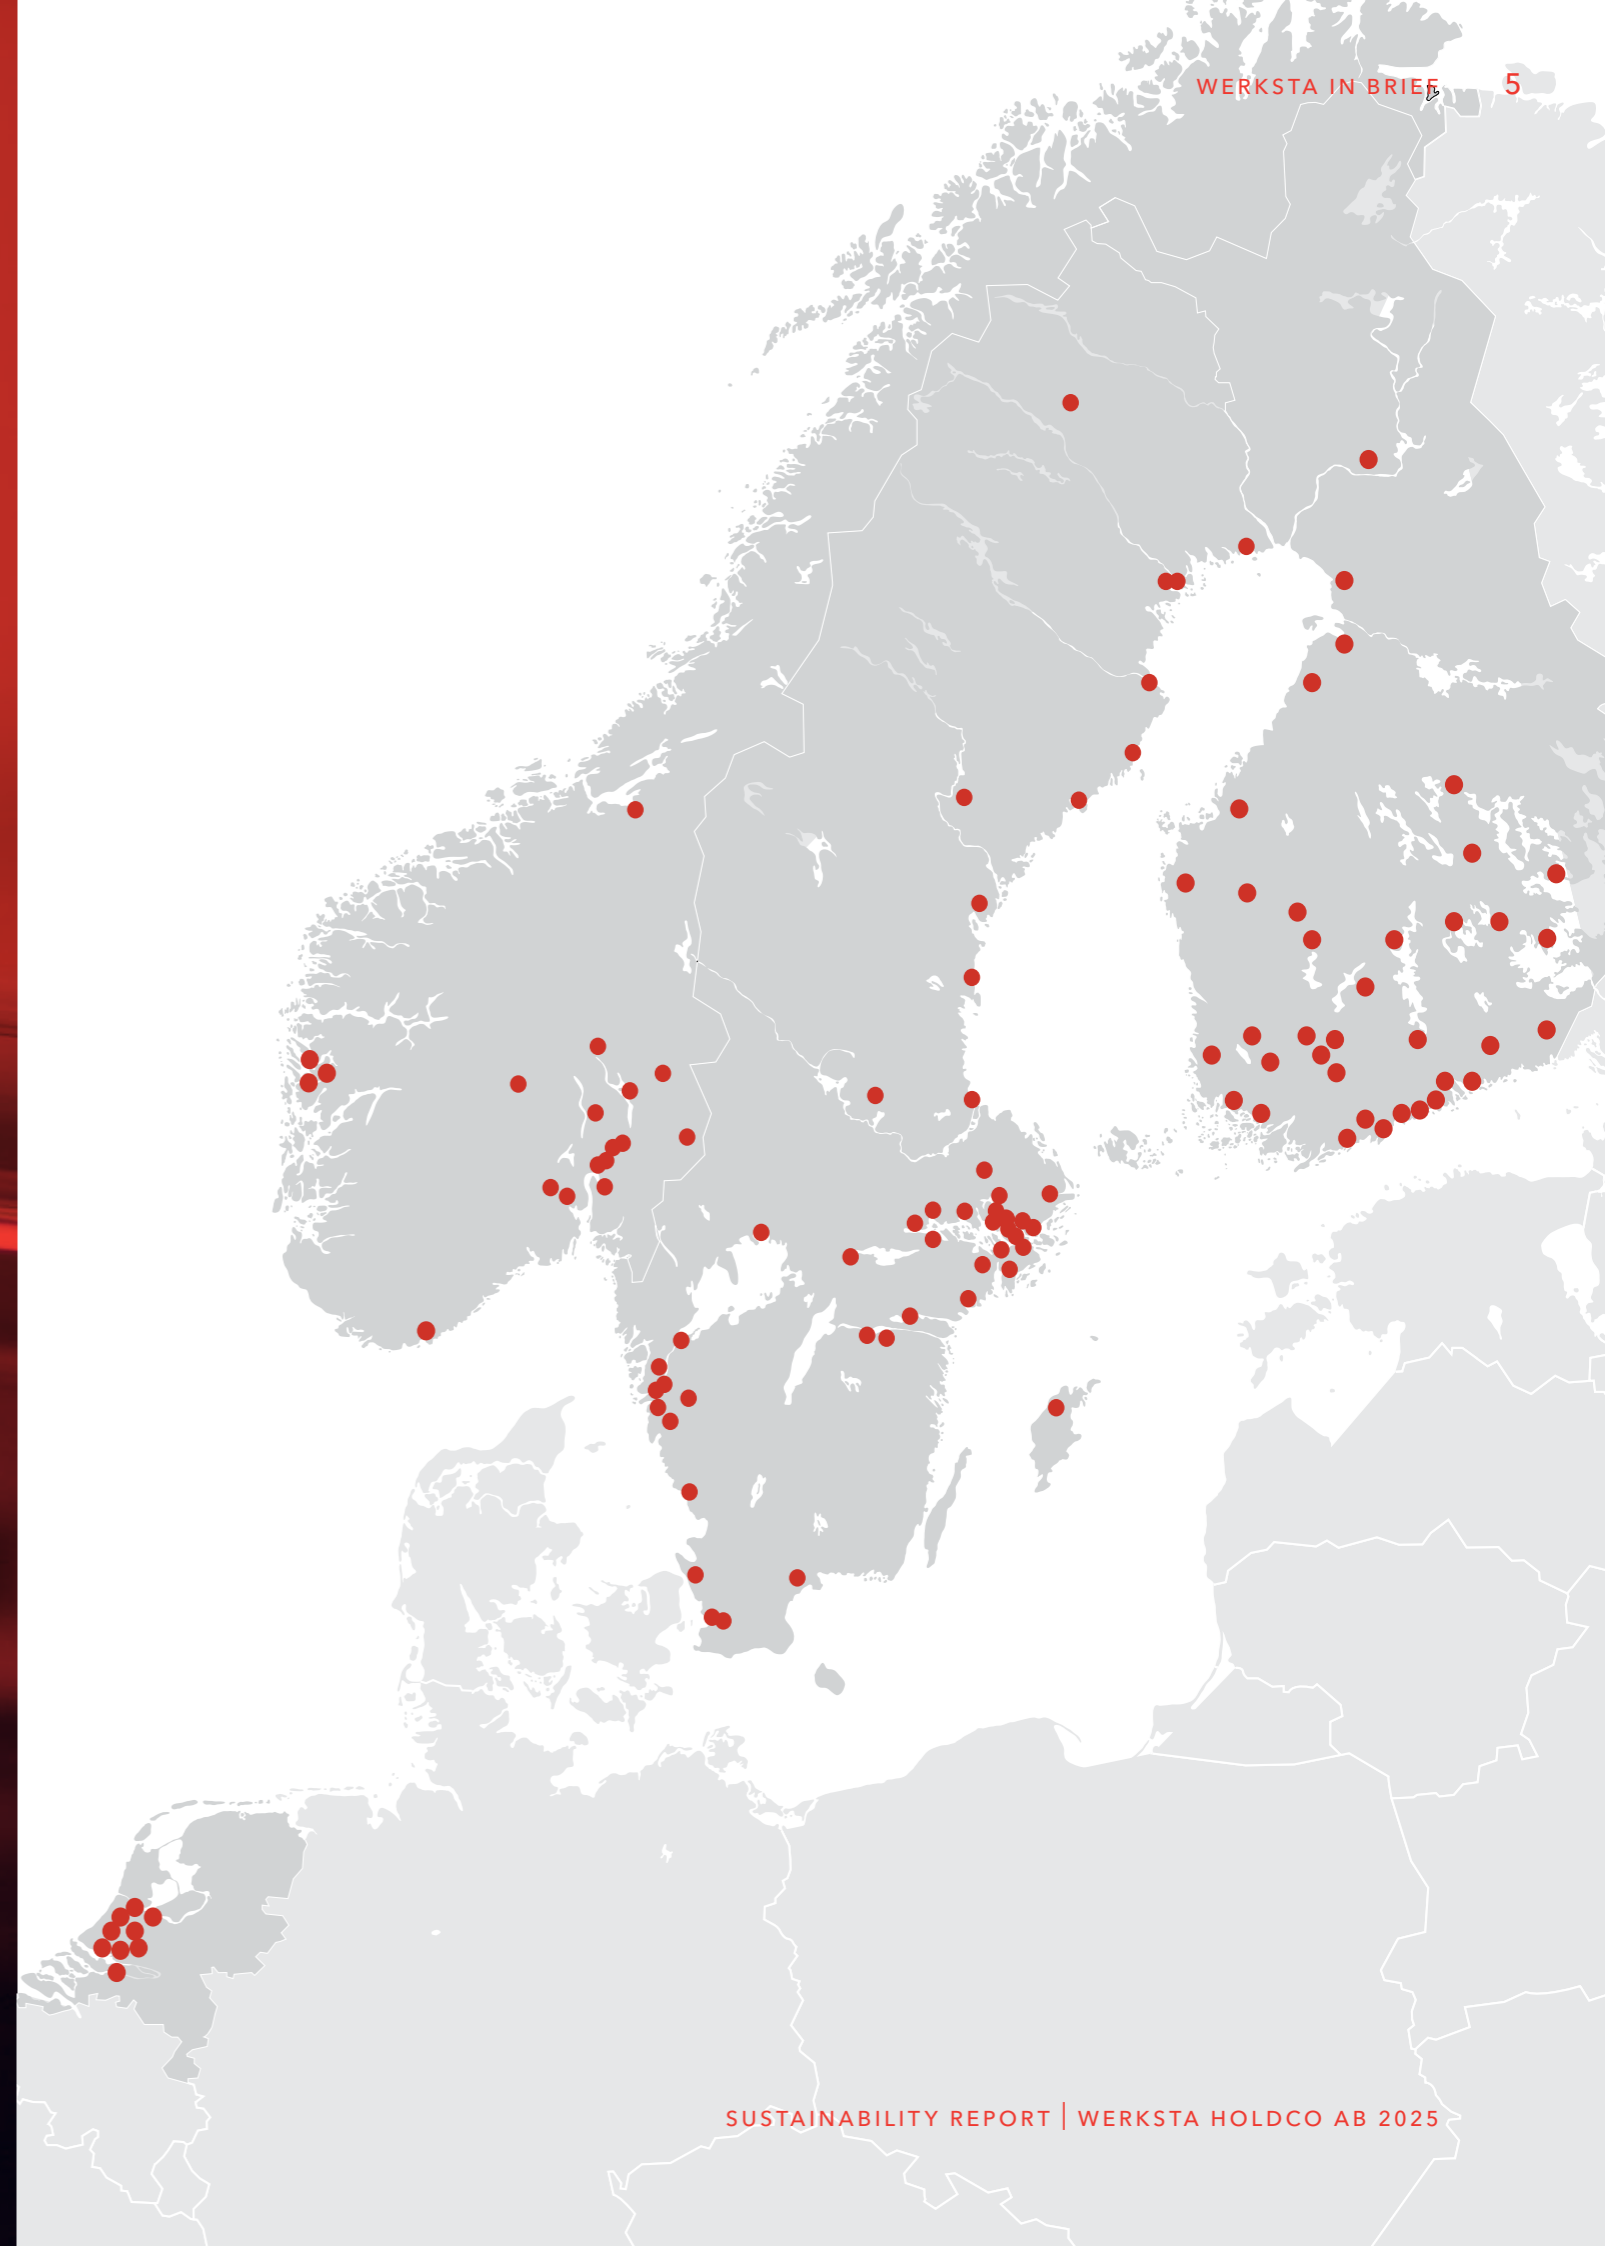 WERKSTA IN BRIEF 5
SUSTAINABILITY REPORT | WERKSTA HOLDCO AB 2025